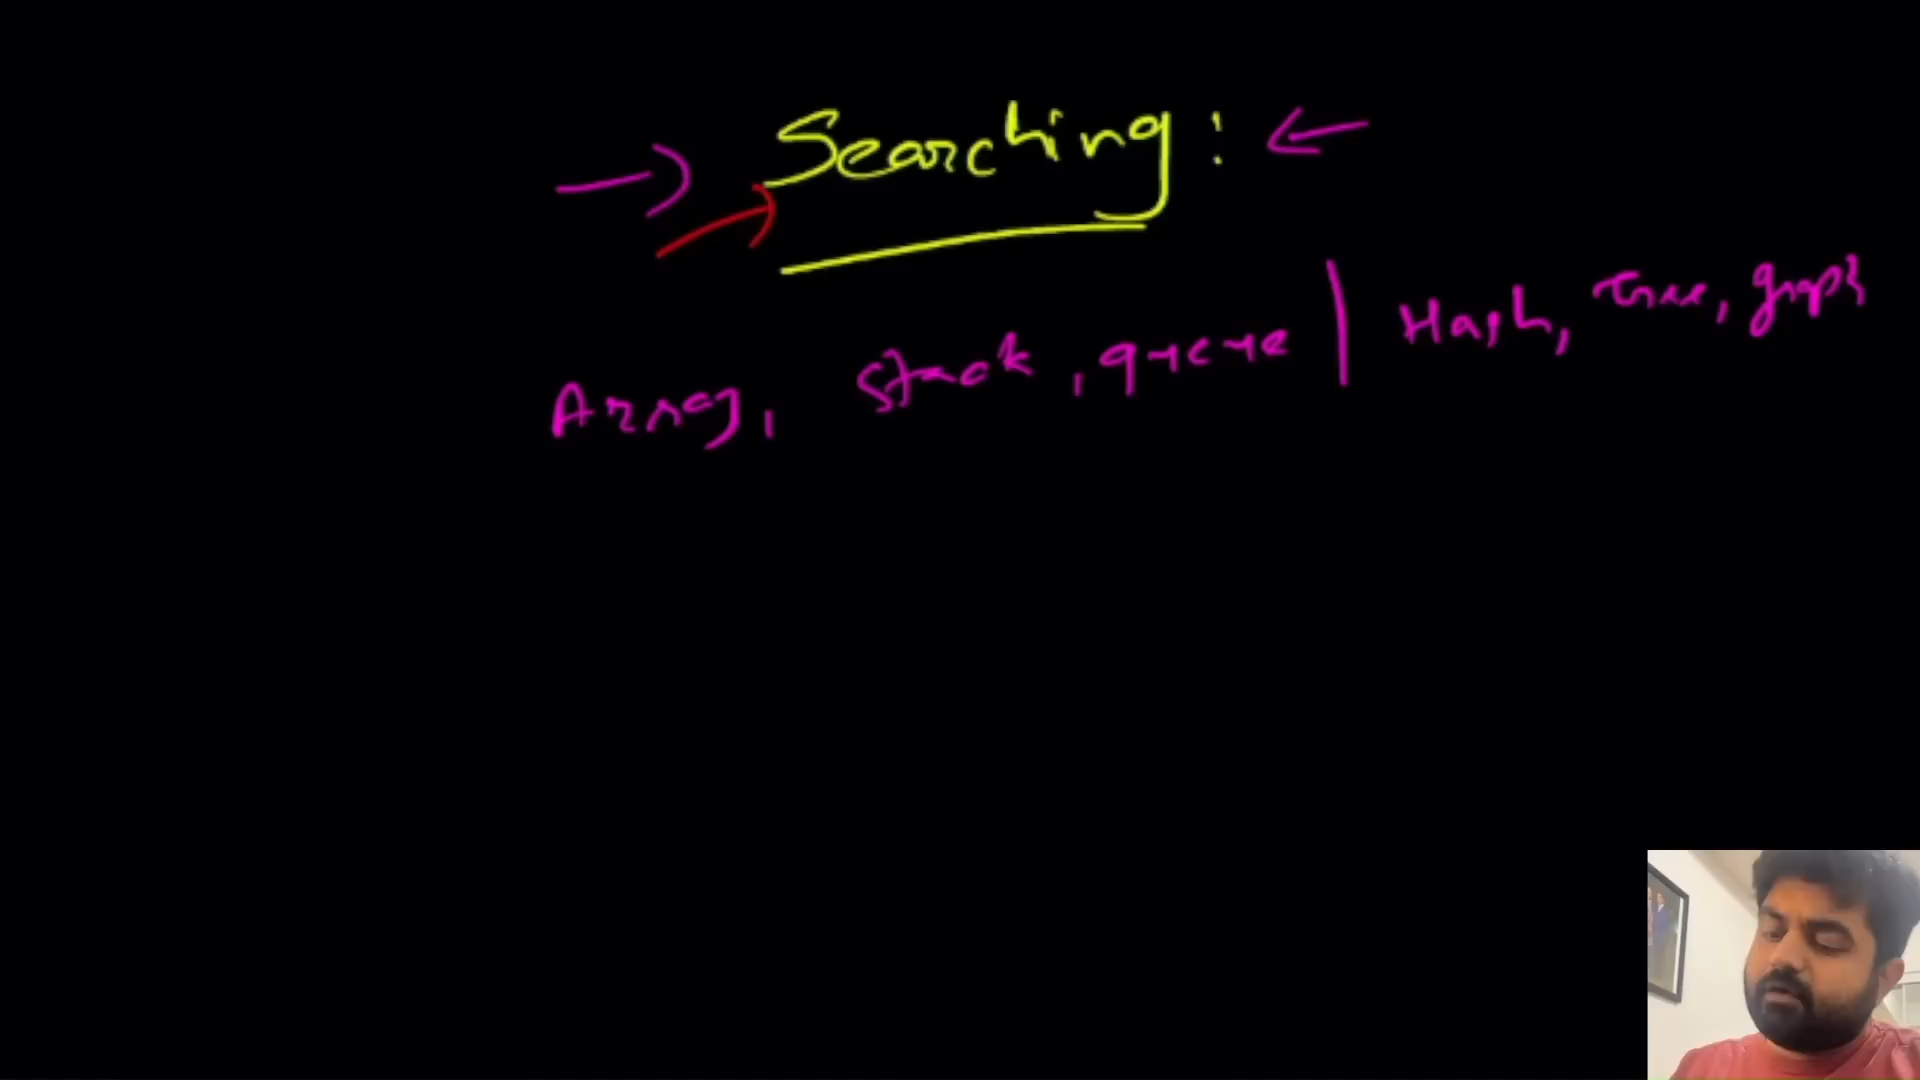 Searching :
Array, Stack, queue | Hash, Tree, graph